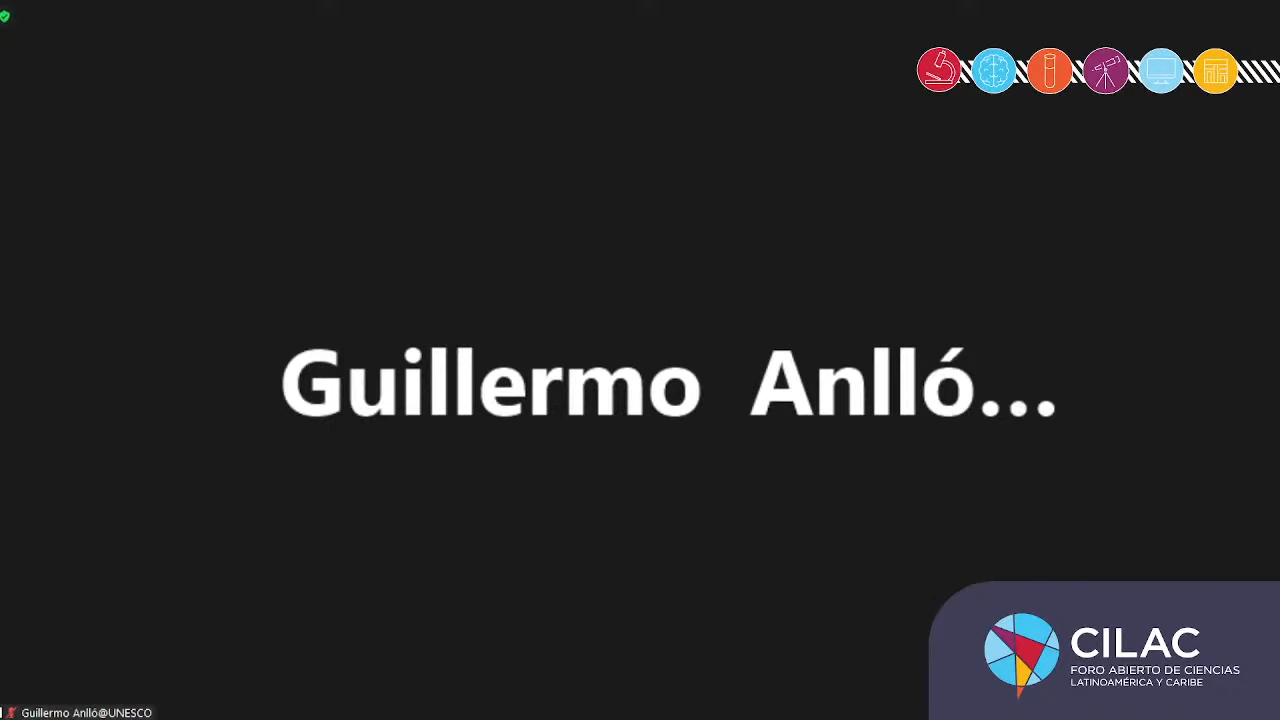 Guillermo Anlló...
CILAC
FORO ABIERTO DE CIENCIAS
LATINOAMÉRICA Y CARIBE
Guillermo Anlló@UNESCO